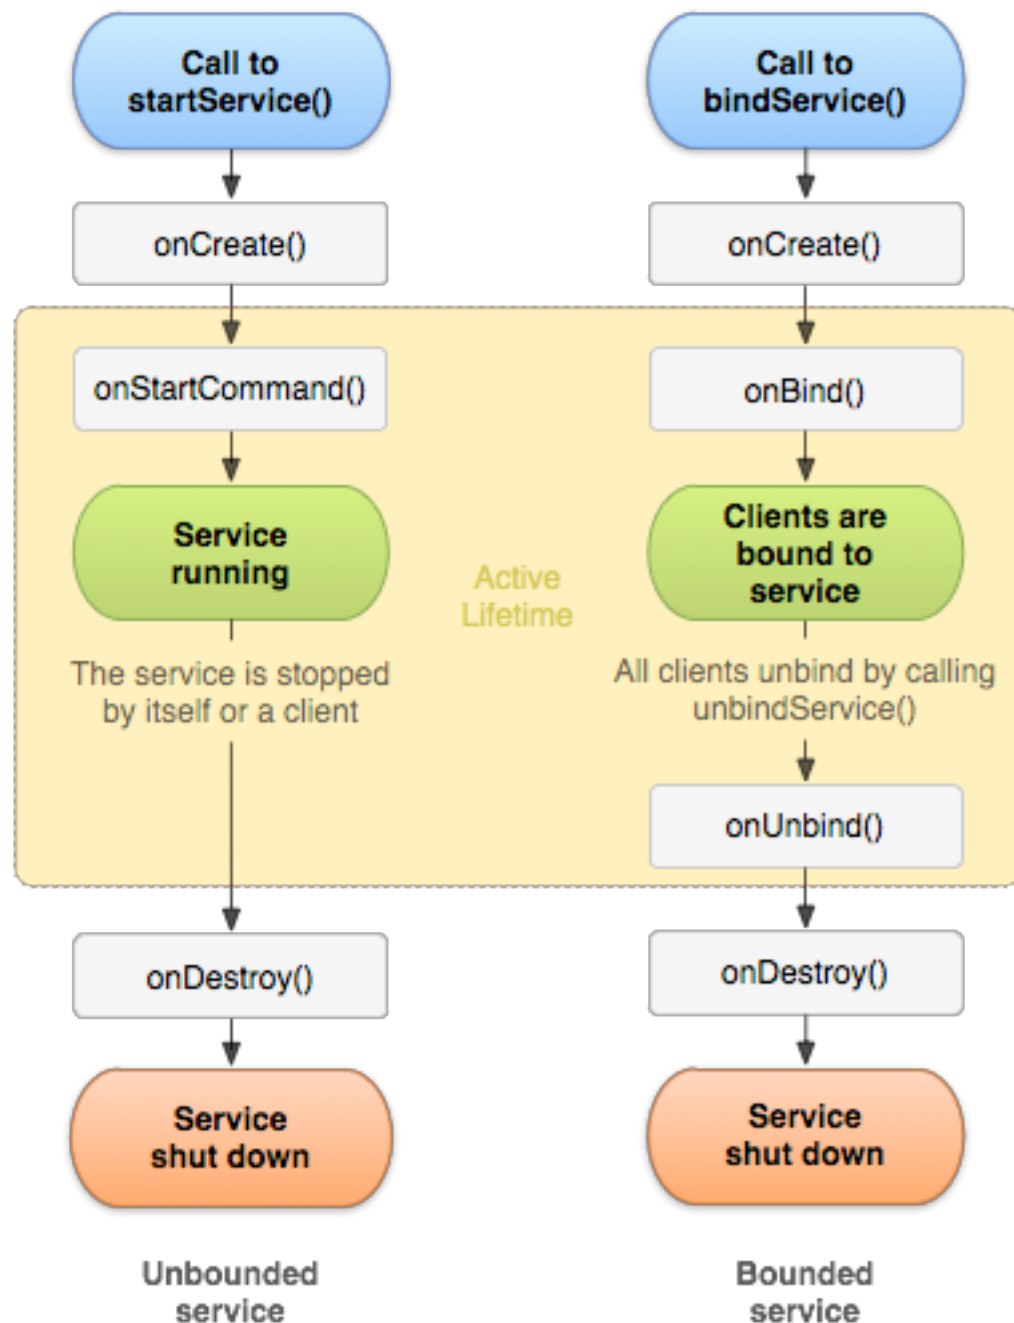 Call to
startService()
onCreate()
onStartCommand()
Service
running
The service is stopped
by itself or a client
onDestroy()
Service
shut down
Unbounded
service
Active
Lifetime
Call to
bindService()
onCreate()
onBind()
Clients are
bound to
service
All clients unbind by calling
unbindService()
onUnbind()
onDestroy()
Service
shut down
Bounded
service